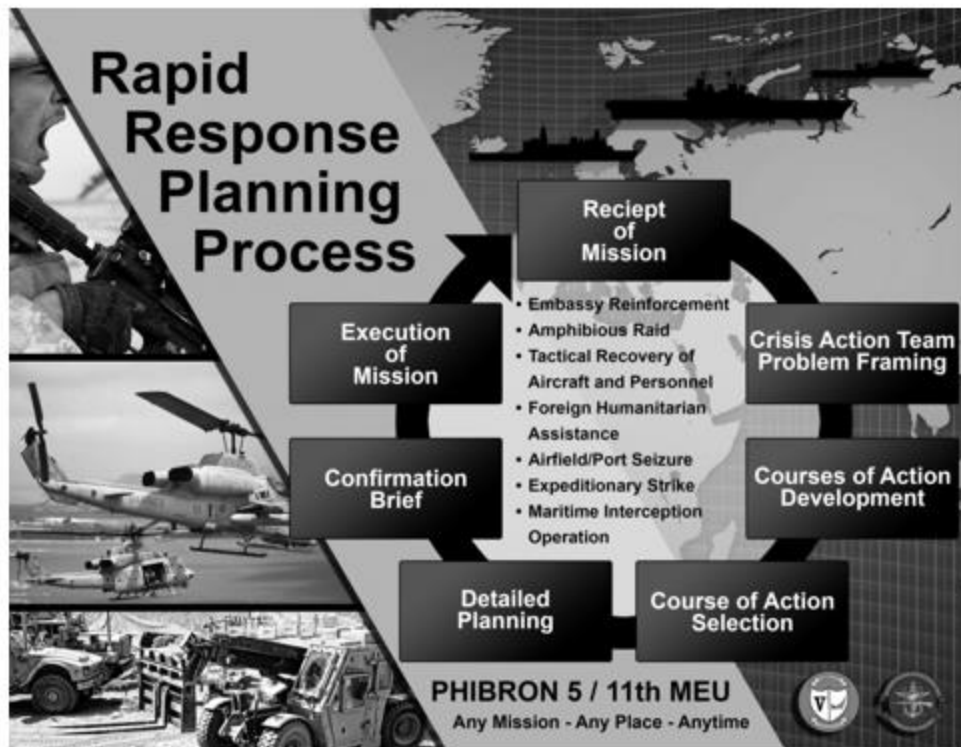 Rapid
Response
Planning
Process
Reciept
of
Mission
Crisis Action Team
Problem Framing
Courses of Action
Development
Course of Action
Selection
Detailed
Planning
Confirmation
Brief
Execution
of
Mission
• Embassy Reinforcement
• Amphibious Raid
• Tactical Recovery of
Aircraft and Personnel
• Foreign Humanitarian
Assistance
• Airfield/Port Seizure
• Expeditionary Strike
• Maritime Interception
Operation
PHIBRON 5 / 11th MEU
Any Mission - Any Place - Anytime
V